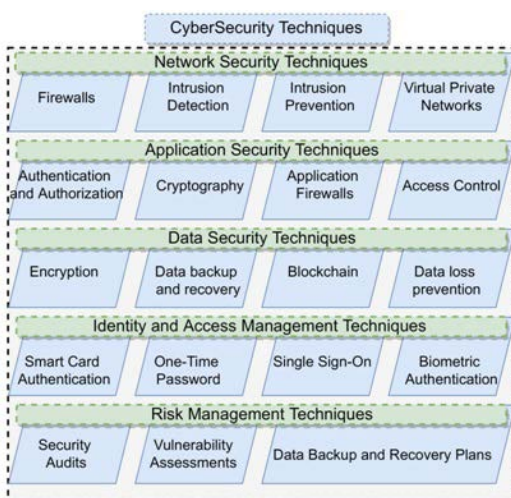 CyberSecurity Techniques
Network Security Techniques
Firewalls
Intrusion
Detection
Intrusion
Prevention
Virtual Private
Networks
Application Security Techniques
Authentication
and Authorization
Cryptography
Application
Firewalls
Access Control
Data Security Techniques
Encryption
Data backup
and recovery
Blockchain
Data loss
prevention
Identity and Access Management Techniques
Smart Card
Authentication
One-Time
Password
Single Sign-On
Biometric
Authentication
Risk Management Techniques
Security
Audits
Vulnerability
Assessments
Data Backup and Recovery Plans